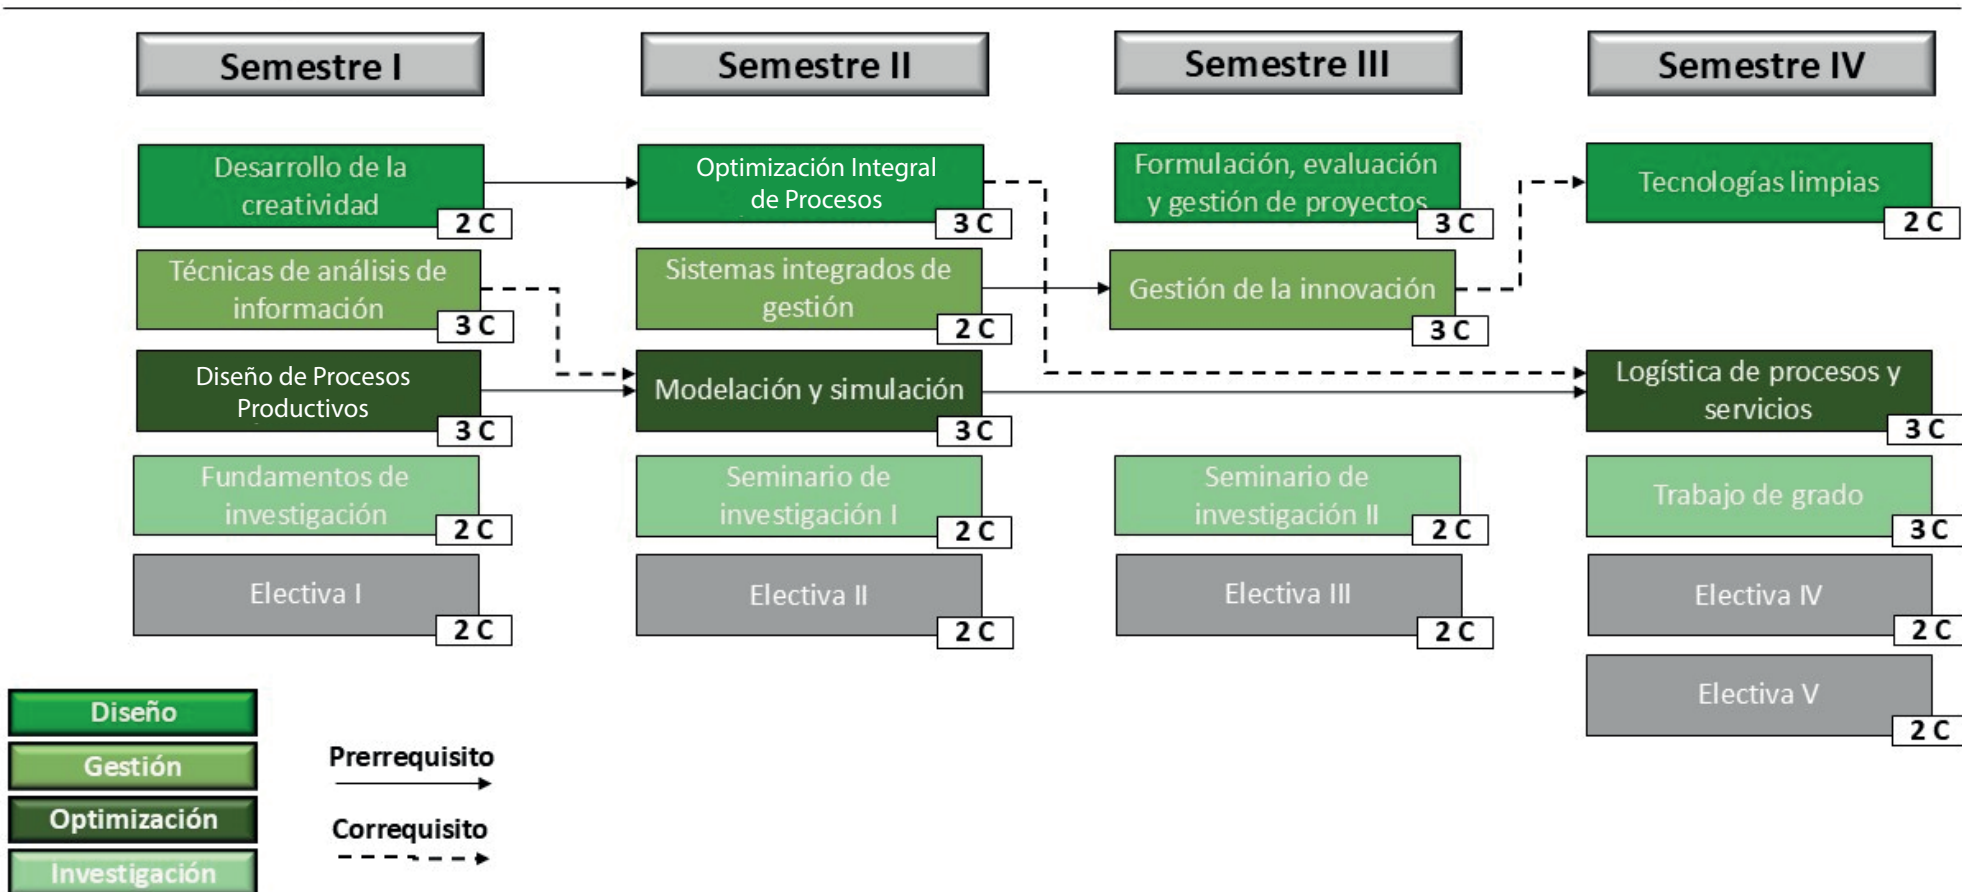 Semestre I
Semestre II
Semestre III
Semestre IV
Desarrollo de la
creatividad
2 C
Optimización Integral
de Procesos
3 C
Formulación, evaluación
y gestión de proyectos
3 C
Tecnologías limpias
2 C
Técnicas de análisis de
información
3 C
Sistemas integrados de
gestión
2 C
Gestión de la innovación
3 C
Diseño de Procesos
Productivos
3 C
Modelación y simulación
3 C
Logística de procesos y
servicios
3 C
Fundamentos de
investigación
2 C
Seminario de
investigación I
2 C
Seminario de
investigación II
2 C
Trabajo de grado
3 C
Electiva I
2 C
Electiva II
2 C
Electiva III
2 C
Electiva IV
2 C
Electiva V
2 C
Diseño
Gestión
Optimización
Investigación
Prerrequisito
Correquisito